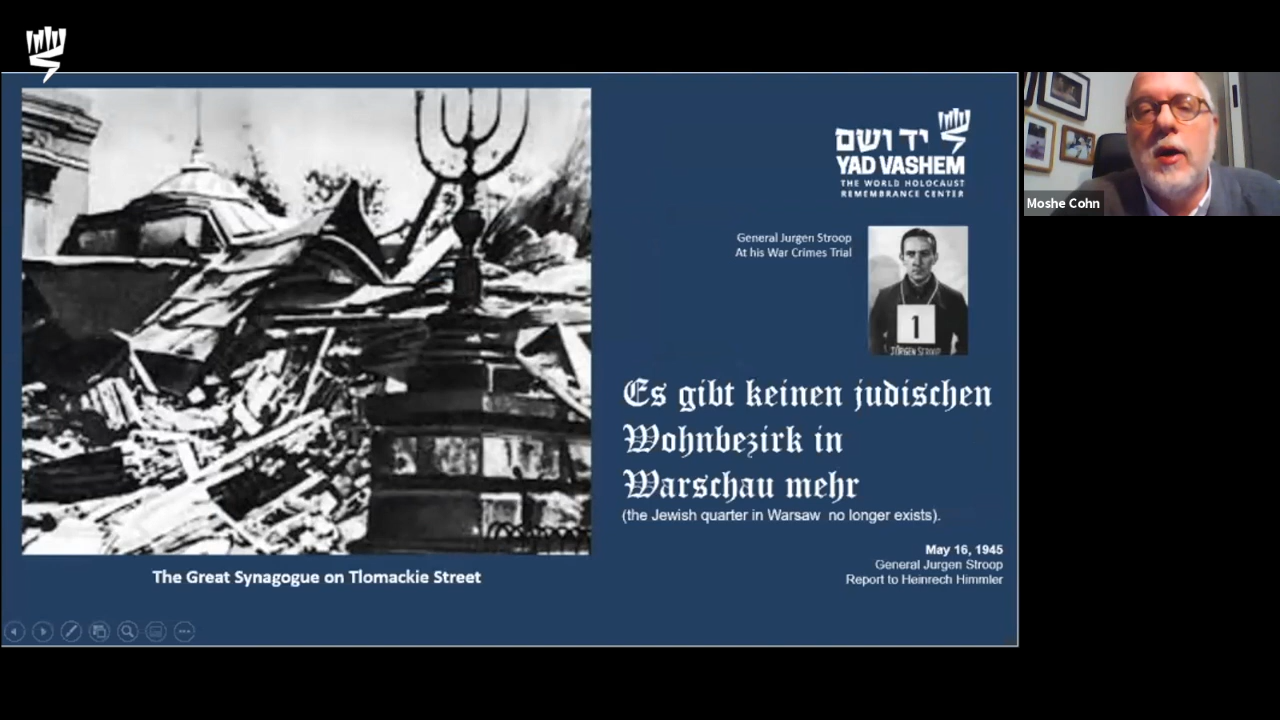 יד ושם
YAD VASHEM
THE WORLD HOLOCAUST
REMEMBRANCE CENTER
Moshe Cohn
General Jurgen Stroop
At his War Crimes Trial
1
JÜRGEN STROOP
Es gibt keinen judischen
Wohnbezirk in
Warschau mehr
(the Jewish quarter in Warsaw no longer exists).
May 16, 1945
General Jurgen Stroop
Report to Heinrech Himmler
The Great Synagogue on Tlomackie Street